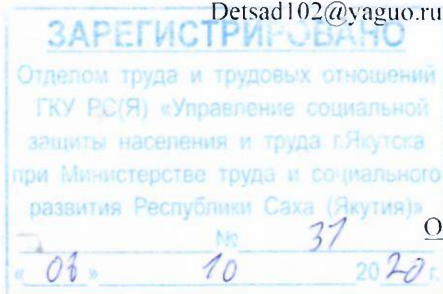 Detsad102@yaguo.ru
ЗАРЕГИСТРИРОВАНО
Отделом труда и трудовых отношений
ГКУ РС(Я) «Управление социальной
защиты населения и труда г.Якутска
при Министерстве труда и социального
развития Республики Саха (Якутия)»
№ 31
О
« 08 » 10 2020 г.